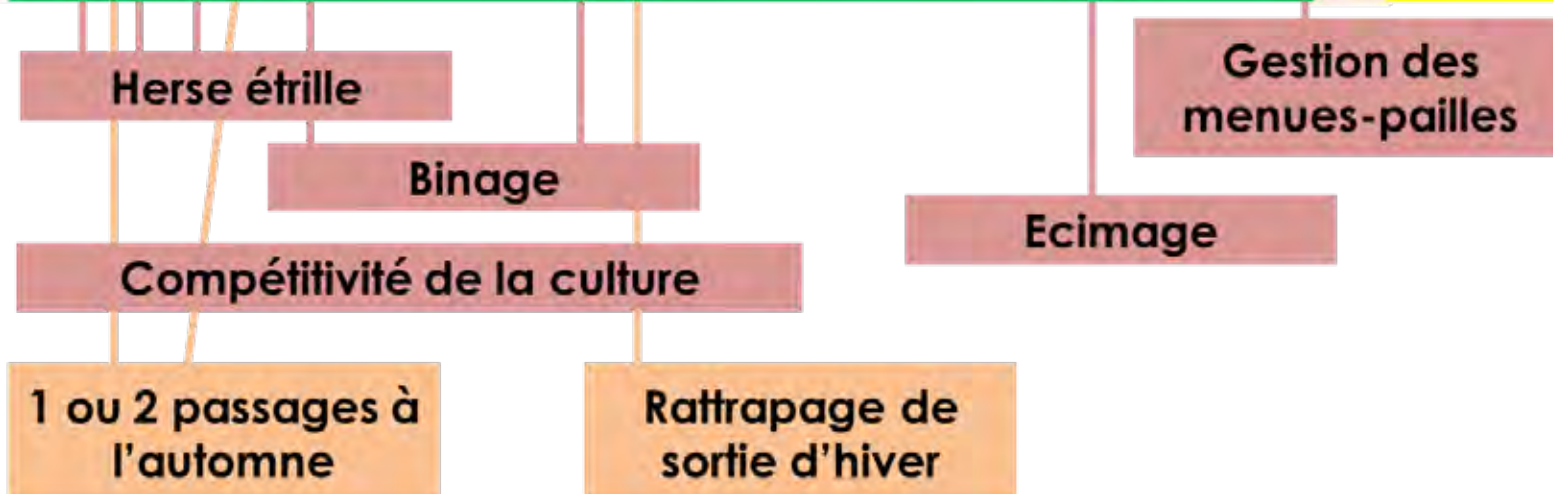 Herse étrille
Gestion des
menues-pailles
Binage
Ecimage
Compétitivité de la culture
1 ou 2 passages à
l’automne
Rattrapage de
sortie d’hiver